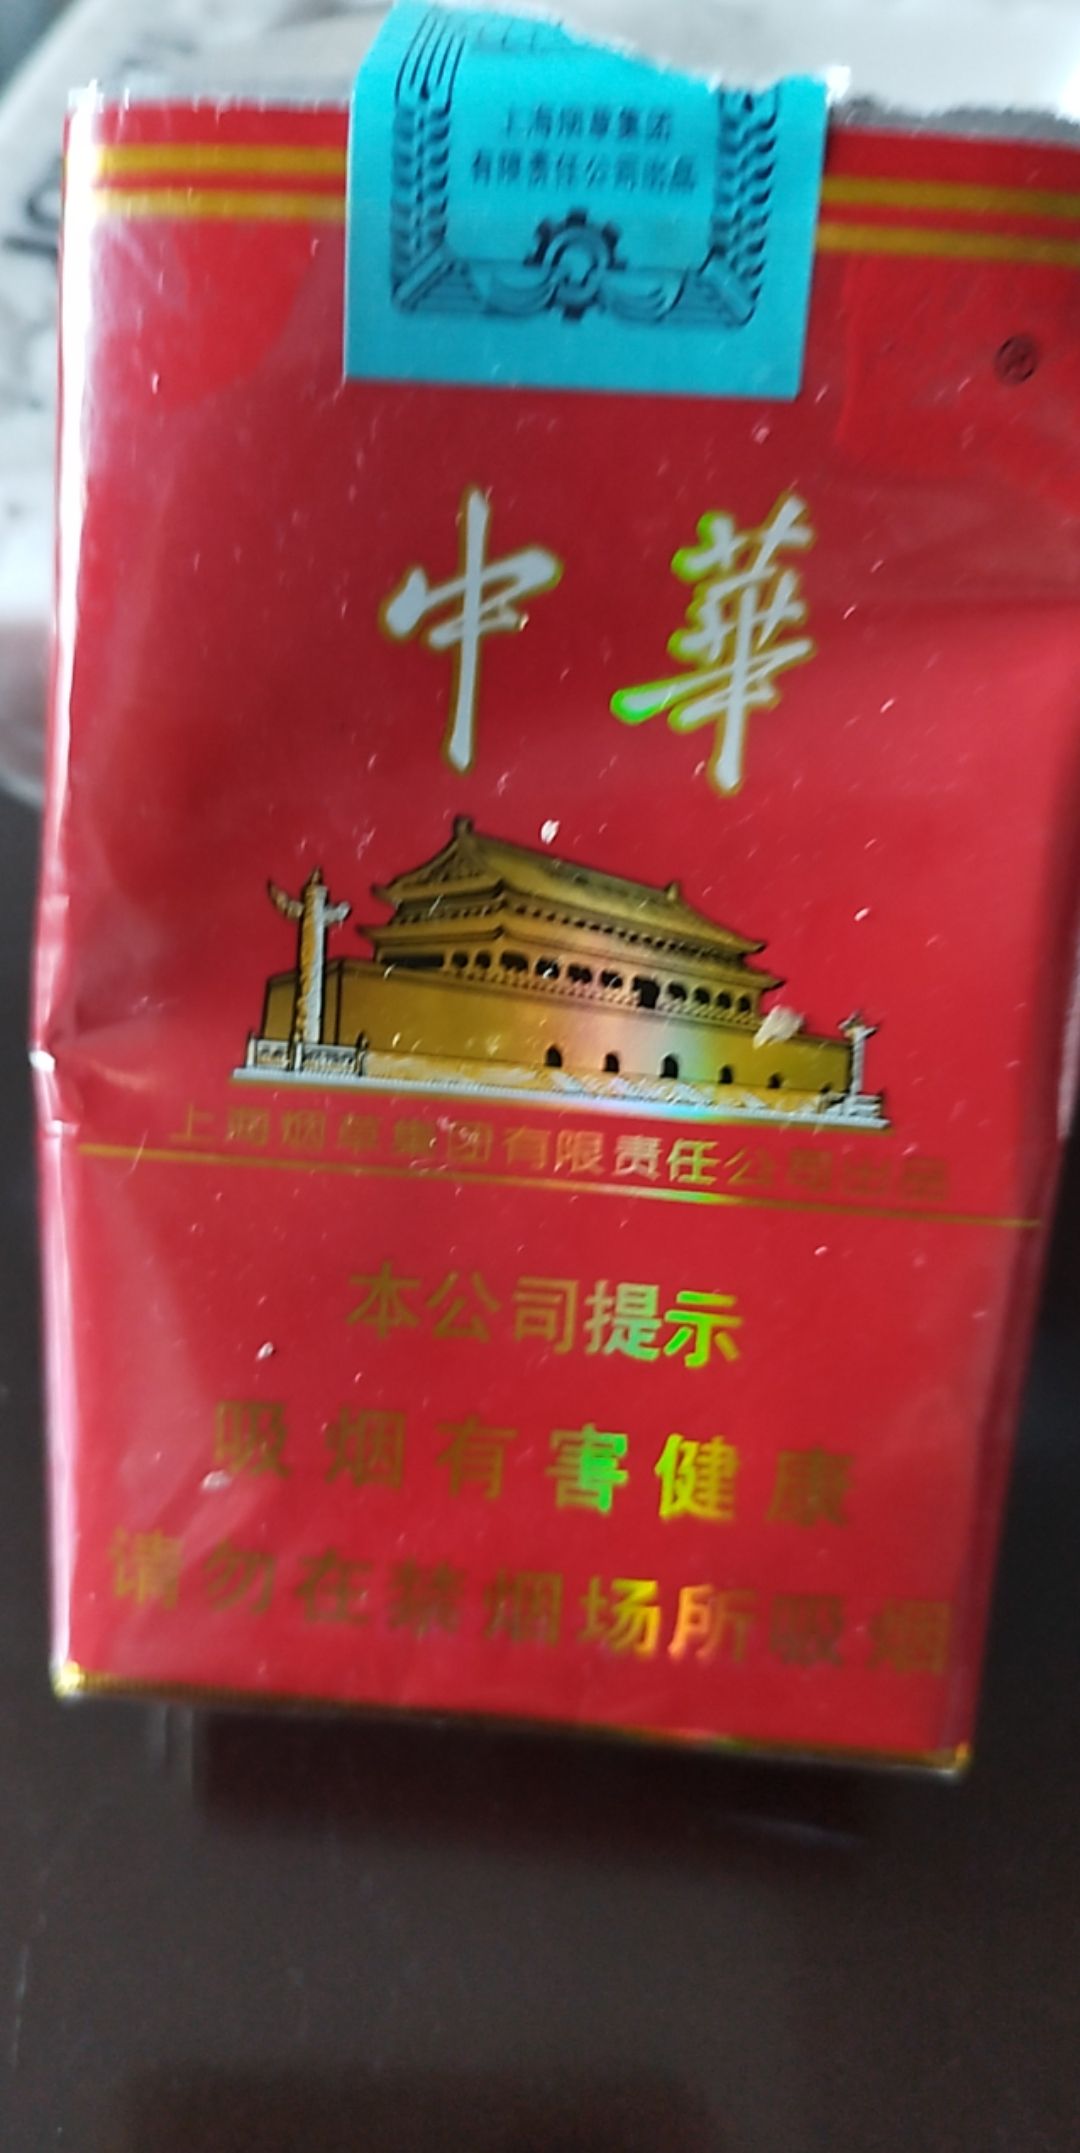 上海烟草集团
有限责任公司出品
®
中華
上海烟草集团有限责任公司出品
本公司提示
吸烟有害健康
请勿在禁烟场所吸烟